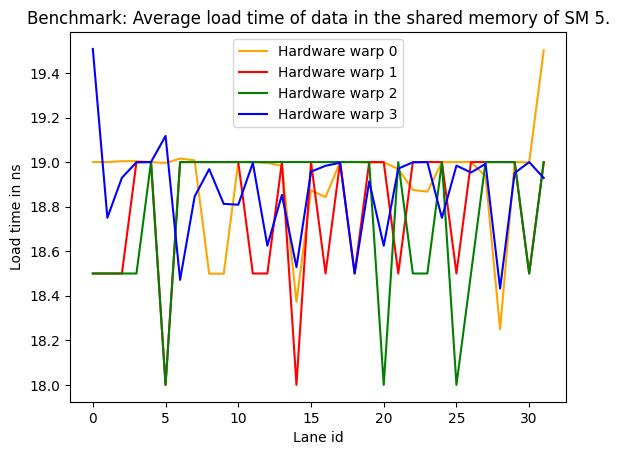 Benchmark: Average load time of data in the shared memory of SM 5.
Hardware warp 0
Hardware warp 1
Hardware warp 2
Hardware warp 3
Load time in ns
19.4
19.2
19.0
18.8
18.6
18.4
18.2
18.0
0 5 10 15 20 25 30
Lane id